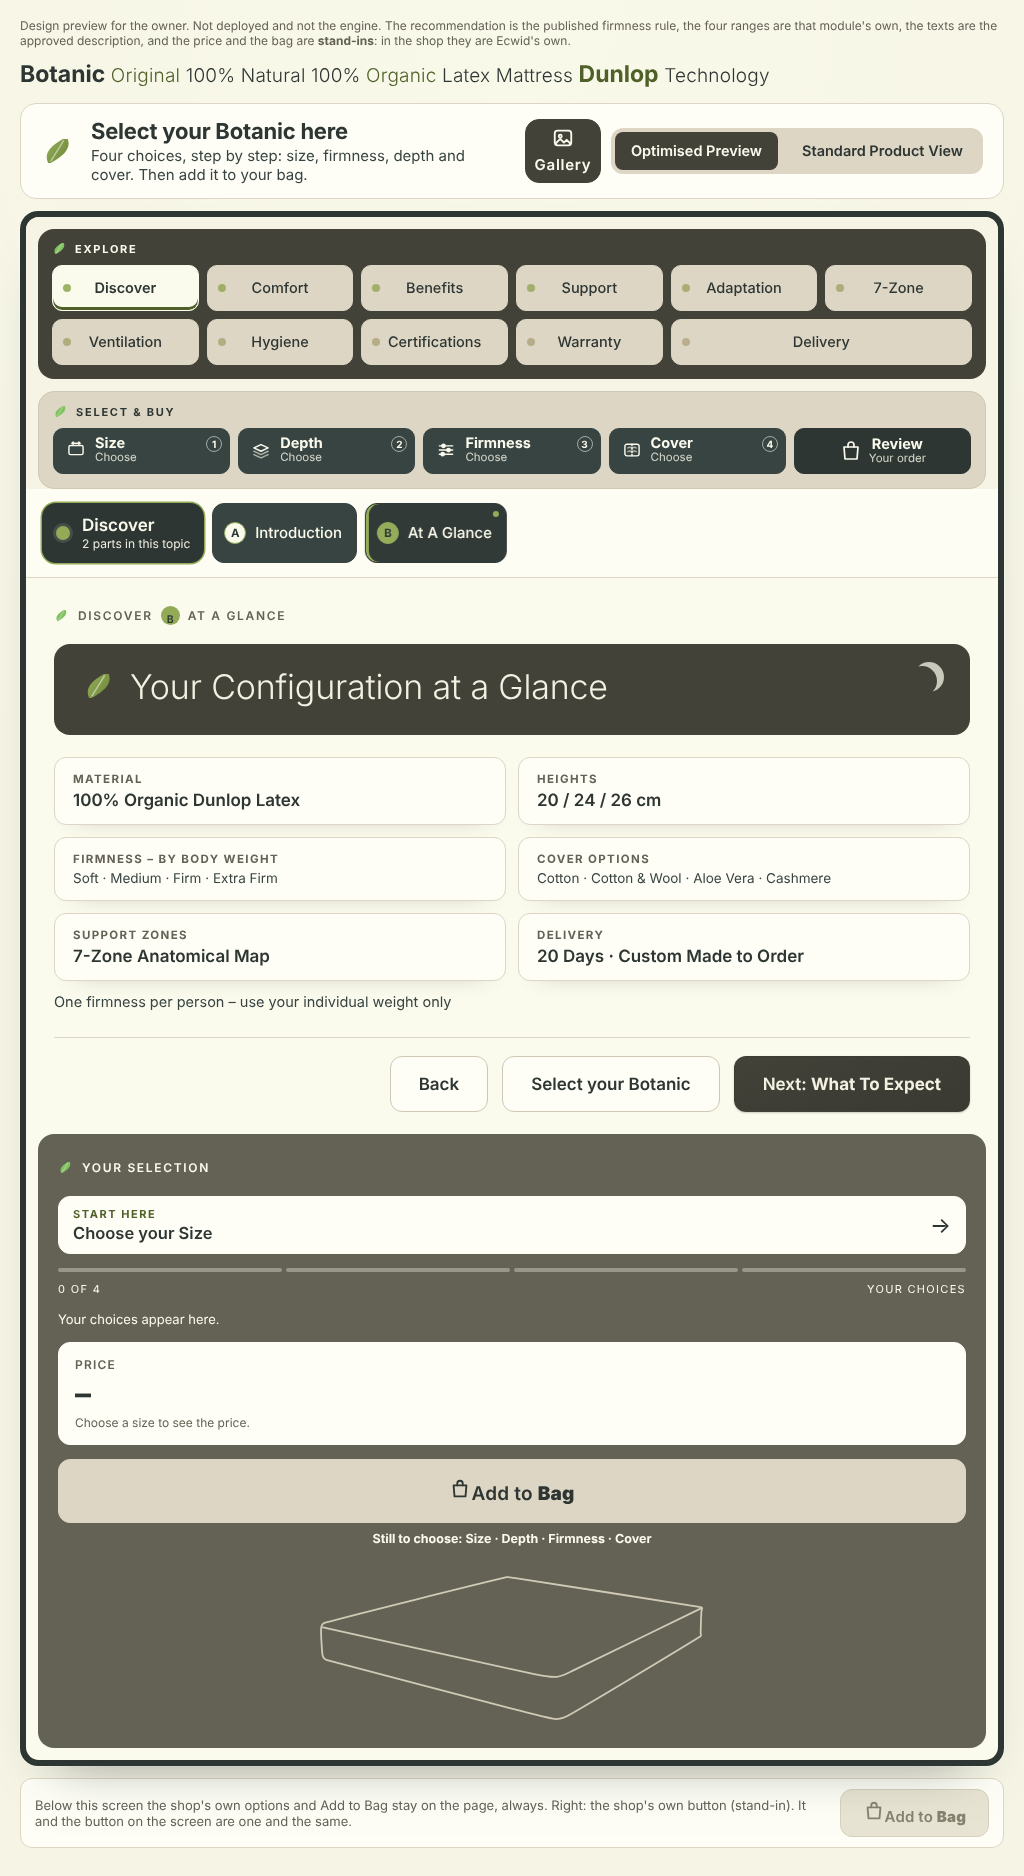 Design preview for the owner. Not deployed and not the engine. The recommendation is the published firmness rule, the four ranges are that module's own, the texts are the
approved description, and the price and the bag are stand-ins: in the shop they are Ecwid's own.
Botanic Original 100% Natural 100% Organic Latex Mattress Dunlop Technology
Select your Botanic here
Four choices, step by step: size, firmness, depth and
cover. Then add it to your bag.
Gallery
Optimised Preview
Standard Product View
EXPLORE
Discover
Comfort
Benefits
Support
Adaptation
7-Zone
Ventilation
Hygiene
Certifications
Warranty
Delivery
SELECT & BUY
Size
Choose
1
Depth
Choose
2
Firmness
Choose
3
Cover
Choose
4
Review
Your order
Discover
2 parts in this topic
A Introduction
B At A Glance
DISCOVER B AT A GLANCE
Your Configuration at a Glance
MATERIAL
100% Organic Dunlop Latex
HEIGHTS
20 / 24 / 26 cm
FIRMNESS – BY BODY WEIGHT
Soft · Medium · Firm · Extra Firm
COVER OPTIONS
Cotton · Cotton & Wool · Aloe Vera · Cashmere
SUPPORT ZONES
7-Zone Anatomical Map
DELIVERY
20 Days · Custom Made to Order
One firmness per person – use your individual weight only
Back
Select your Botanic
Next: What To Expect
YOUR SELECTION
START HERE
Choose your Size
0 OF 4
YOUR CHOICES
Your choices appear here.
PRICE
–
Choose a size to see the price.
Add to Bag
Still to choose: Size · Depth · Firmness · Cover
Below this screen the shop's own options and Add to Bag stay on the page, always. Right: the shop's own button (stand-in). It
and the button on the screen are one and the same.
Add to Bag